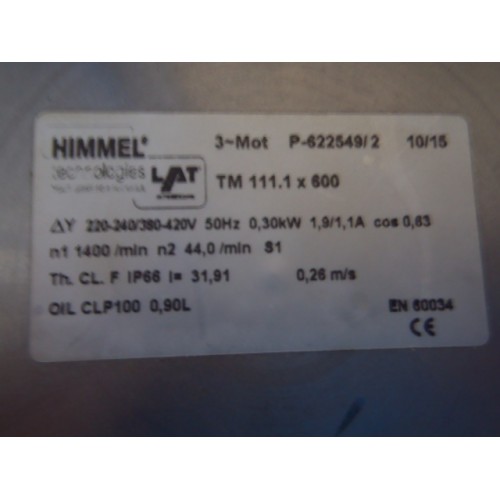 HIMMEL® 3~Mot P-622549/2 10/15
technologies LAT TM 111.1 x 600
ΔY 220-240/380-420V 50Hz 0,30kW 1,9/1,1A cos 0,63
n1 1400 /min n2 44,0 /min S1
Th. CL. F IP66 I= 31,91 0,26 m/s
OIL CLP100 0,90L EN 60034
CE